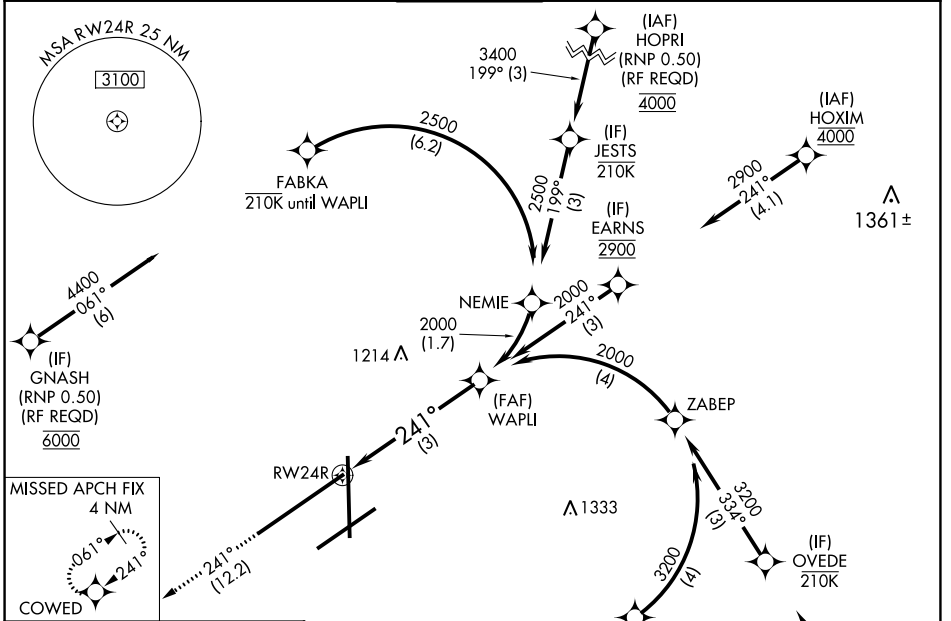 MSA RW24R 25 NM
3100
(IAF)
HOPRI
(RNP 0.50)
(RF REQD)
4000
3400
199° (3)
(IF)
JESTS
210K
2500
199°
(3)
(IAF)
HOXIM
4000
2900
241°
(4.1)
1361±
2500
(6.2)
FABKA
210K until WAPLI
(IF)
EARNS
2900
2000
241°
(3)
NEMIE
2000
(1.7)
1214
4400
061°
(6)
(IF)
GNASH
(RNP 0.50)
(RF REQD)
6000
(FAF)
WAPLI
2000
(4)
ZABEP
241°
(3)
RW24R
1333
3200
334°
(3)
(IF)
OVEDE
210K
3200
(4)
241°
(12.2)
MISSED APCH FIX
4 NM
061°
241°
COWED